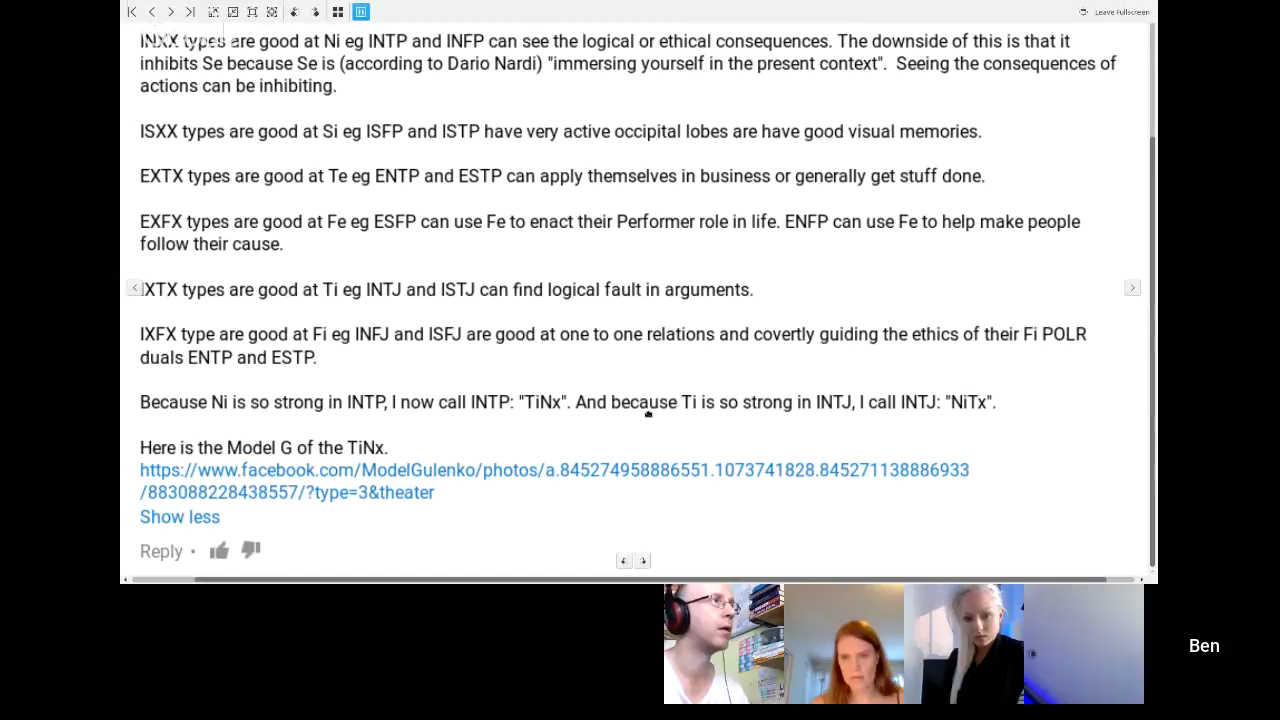 Leave Fullscreen
INXX types are good at Ni eg INTP and INFP can see the logical or ethical consequences. The downside of this is that it
inhibits Se because Se is (according to Dario Nardi) "immersing yourself in the present context".  Seeing the consequences of
actions can be inhibiting.
ISXX types are good at Si eg ISFP and ISTP have very active occipital lobes are have good visual memories.
EXTX types are good at Te eg ENTP and ESTP can apply themselves in business or generally get stuff done.
EXFX types are good at Fe eg ESFP can use Fe to enact their Performer role in life. ENFP can use Fe to help make people
follow their cause.
IXTX types are good at Ti eg INTJ and ISTJ can find logical fault in arguments.
IXFX type are good at Fi eg INFJ and ISFJ are good at one to one relations and covertly guiding the ethics of their Fi POLR
duals ENTP and ESTP.
Because Ni is so strong in INTP, I now call INTP: "TiNx". And because Ti is so strong in INTJ, I call INTJ: "NiTx".
Here is the Model G of the TiNx.
https://www.facebook.com/ModelGulenko/photos/a.845274958886551.1073741828.845271138886933
/883088228438557/?type=3&theater
Show less
Reply •
Ben